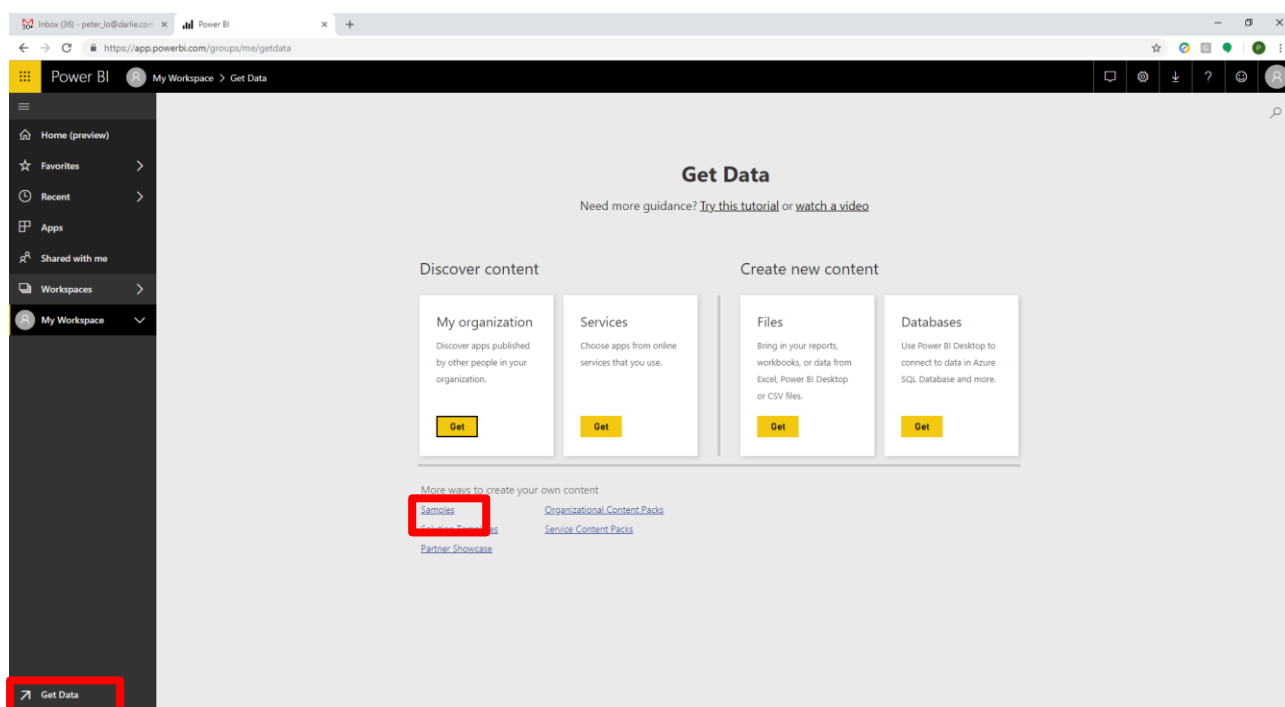 Inbox (36) - peter_lo@darlie.com
Power BI
https://app.powerbi.com/groups/me/getdata
P
Power BI
My Workspace > Get Data
Home (preview)
Favorites
Recent
Apps
Shared with me
Workspaces
My Workspace
Get Data
Need more guidance? Try this tutorial or watch a video
Discover content
My organization
Discover apps published
by other people in your
organization.
Get
Services
Choose apps from online
services that you use.
Get
Create new content
Files
Bring in your reports,
workbooks, or data from
Excel, Power BI Desktop
or CSV files.
Get
Databases
Use Power BI Desktop to
connect to data in Azure
SQL Database and more.
Get
More ways to create your own content
Samples
Organizational Content Packs
Solution Templates
Service Content Packs
Partner Showcase
Get Data